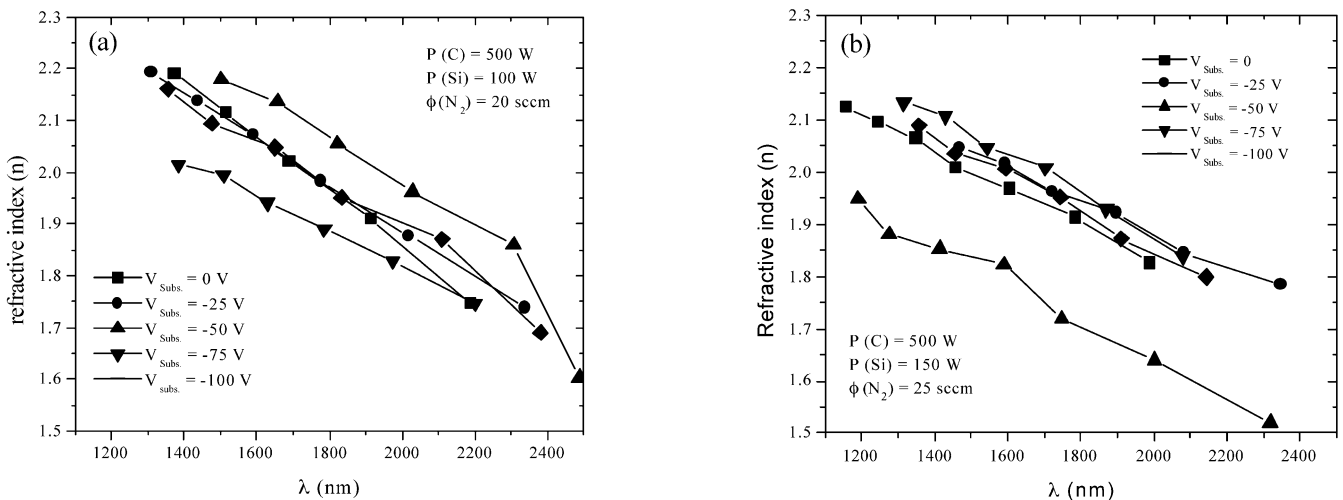 (a)
P (C) = 500 W
P (Si) = 100 W
ϕ(N2) = 20 sccm
refractive index (n)
2.3
2.2
2.1
2.0
1.9
1.8
1.7
1.6
1.5
VSubs. = 0 V
VSubs. = -25 V
VSubs. = -50 V
VSubs. = -75 V
Vsubs. = -100 V
1200 1400 1600 1800 2000 2200 2400
λ (nm)
(b)
VSubs. = 0
VSubs. = -25 V
VSubs. = -50 V
VSubs. = -75 V
VSubs. = -100 V
Refractive index (n)
2.3
2.2
2.1
2.0
1.9
1.8
1.7
1.6
1.5
P (C) = 500 W
P (Si) = 150 W
ϕ(N2) = 25 sccm
1200 1400 1600 1800 2000 2200 2400
λ (nm)